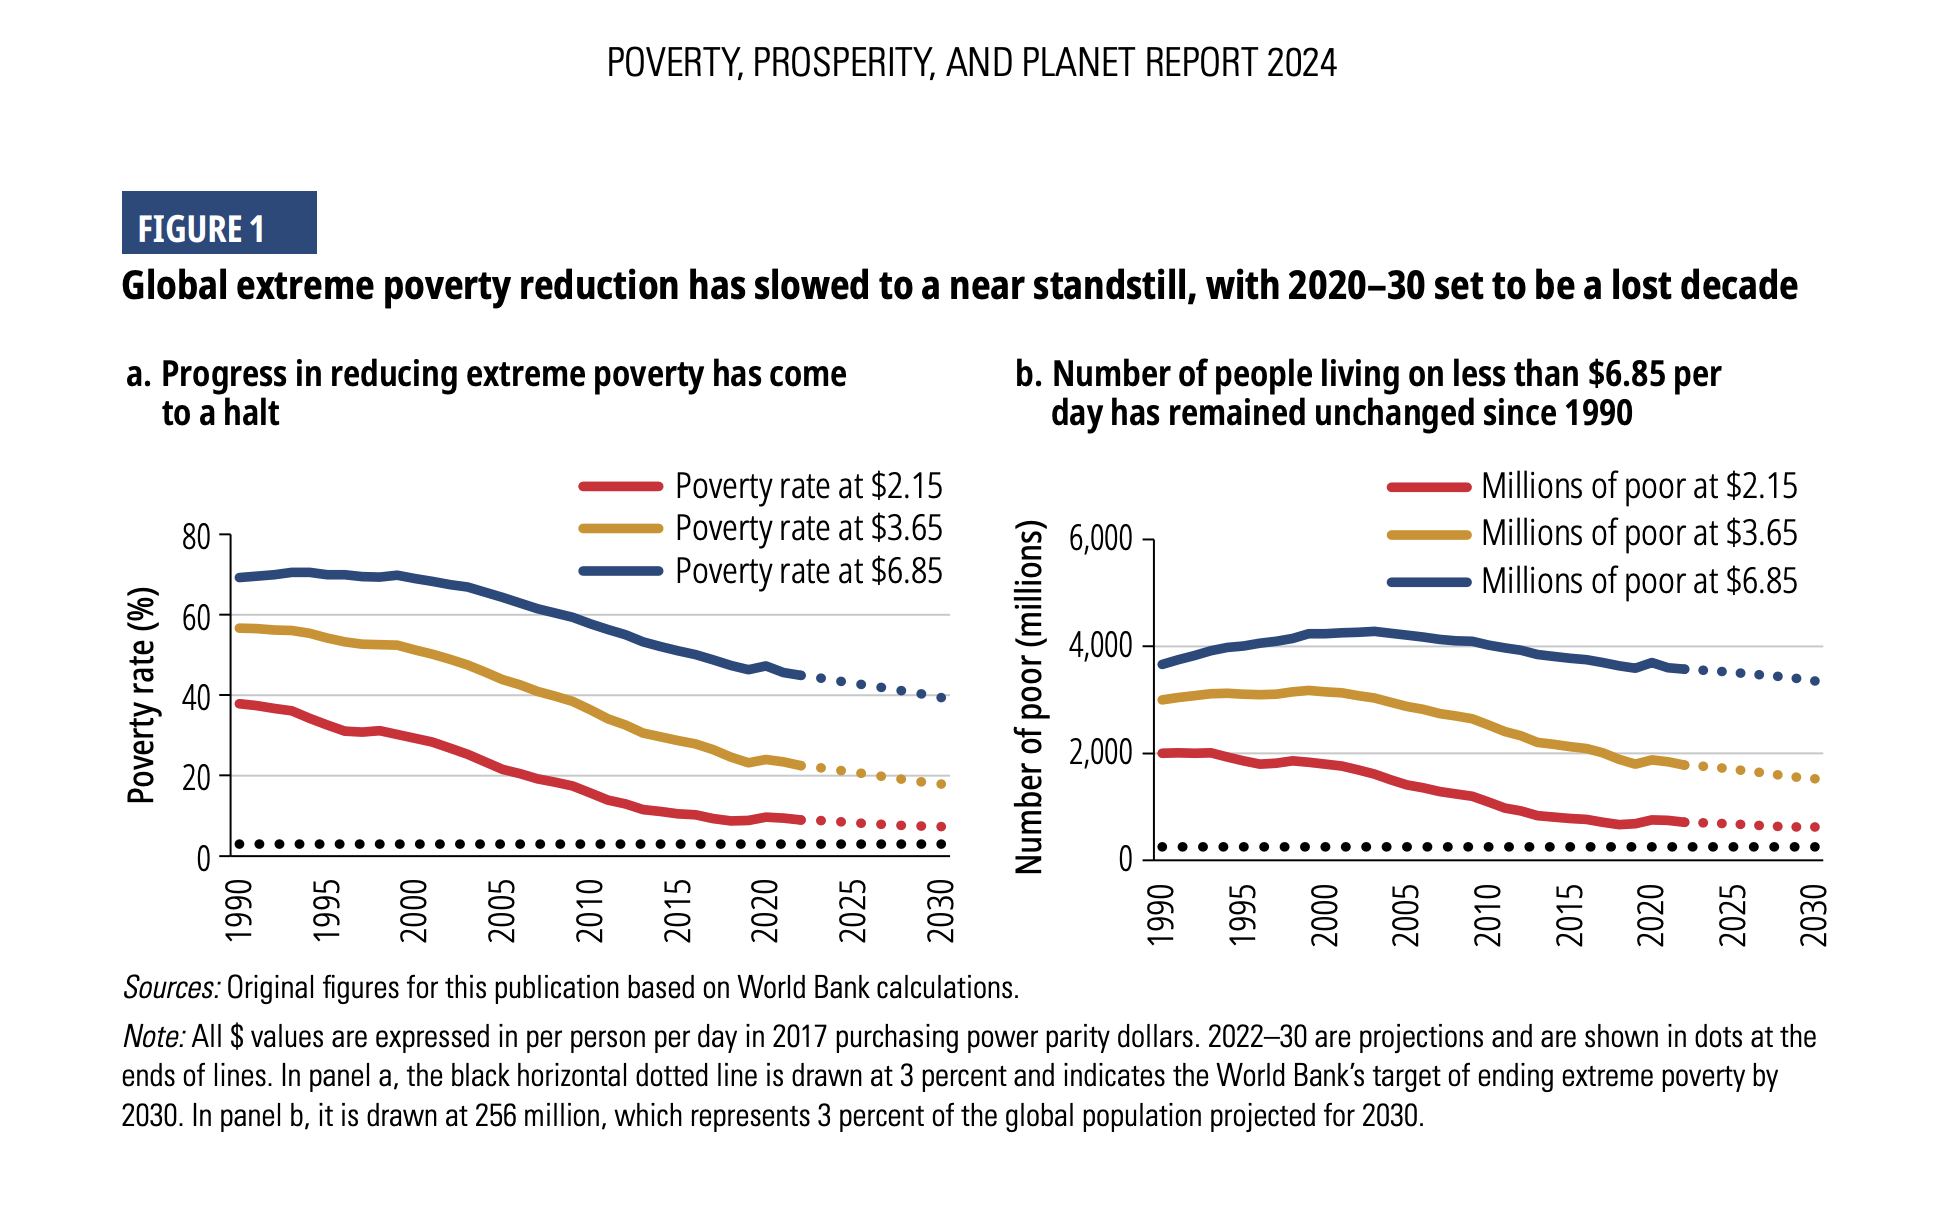 POVERTY, PROSPERITY, AND PLANET REPORT 2024
FIGURE 1
Global extreme poverty reduction has slowed to a near standstill, with 2020–30 set to be a lost decade
a. Progress in reducing extreme poverty has come
to a halt
Poverty rate at $2.15
Poverty rate at $3.65
Poverty rate at $6.85
Poverty rate (%)
80
60
40
20
0
1990
1995
2000
2005
2010
2015
2020
2025
2030
b. Number of people living on less than $6.85 per
day has remained unchanged since 1990
Millions of poor at $2.15
Millions of poor at $3.65
Millions of poor at $6.85
Number of poor (millions)
6,000
4,000
2,000
0
1990
1995
2000
2005
2010
2015
2020
2025
2030
Sources: Original figures for this publication based on World Bank calculations.
Note: All $ values are expressed in per person per day in 2017 purchasing power parity dollars. 2022–30 are projections and are shown in dots at the
ends of lines. In panel a, the black horizontal dotted line is drawn at 3 percent and indicates the World Bank’s target of ending extreme poverty by
2030. In panel b, it is drawn at 256 million, which represents 3 percent of the global population projected for 2030.